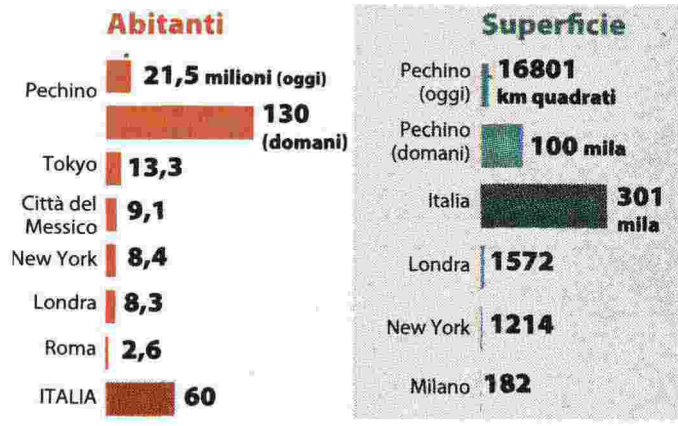 Abitanti
Pechino
21,5 milioni (oggi)
130
(domani)
Tokyo
13,3
Città del
Messico
9,1
New York
8,4
Londra
8,3
Roma
2,6
ITALIA
60
Superficie
Pechino
(oggi)
16801
km quadrati
Pechino
(domani)
100 mila
Italia
301
mila
Londra
1572
New York
1214
Milano
182